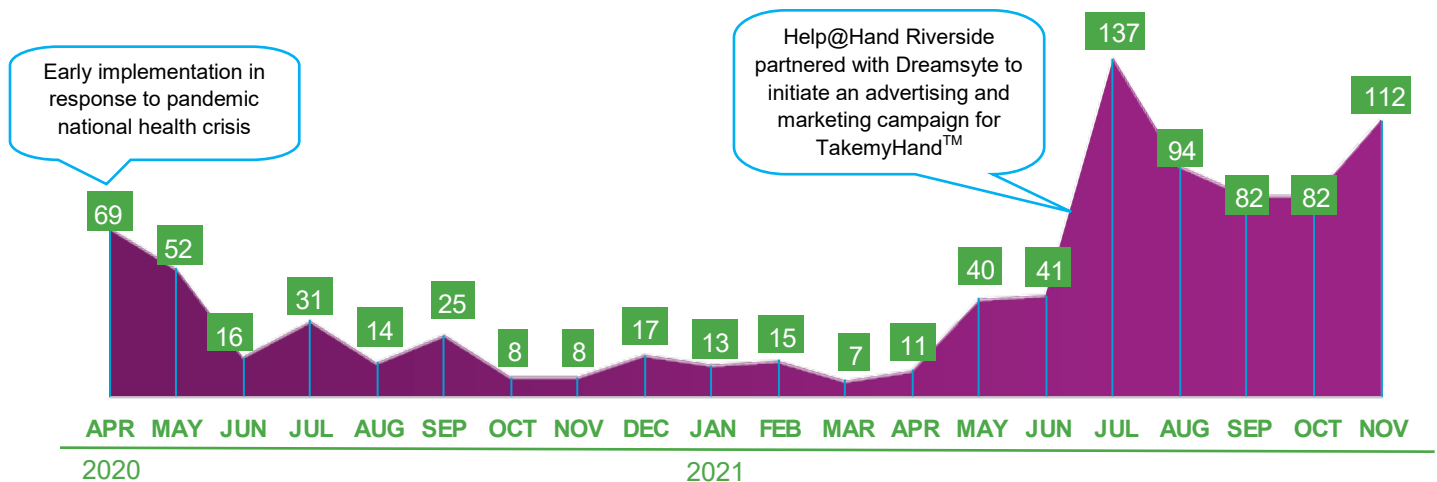 Early implementation in
response to pandemic
national health crisis
Help@Hand Riverside
partnered with Dreamsyte to
initiate an advertising and
marketing campaign for
TakemyHand™
69
52
16
31
14
25
8
8
17
13
15
7
11
40
41
137
94
82
82
112
APR MAY JUN JUL AUG SEP OCT NOV DEC JAN FEB MAR APR MAY JUN JUL AUG SEP OCT NOV
2020 2021